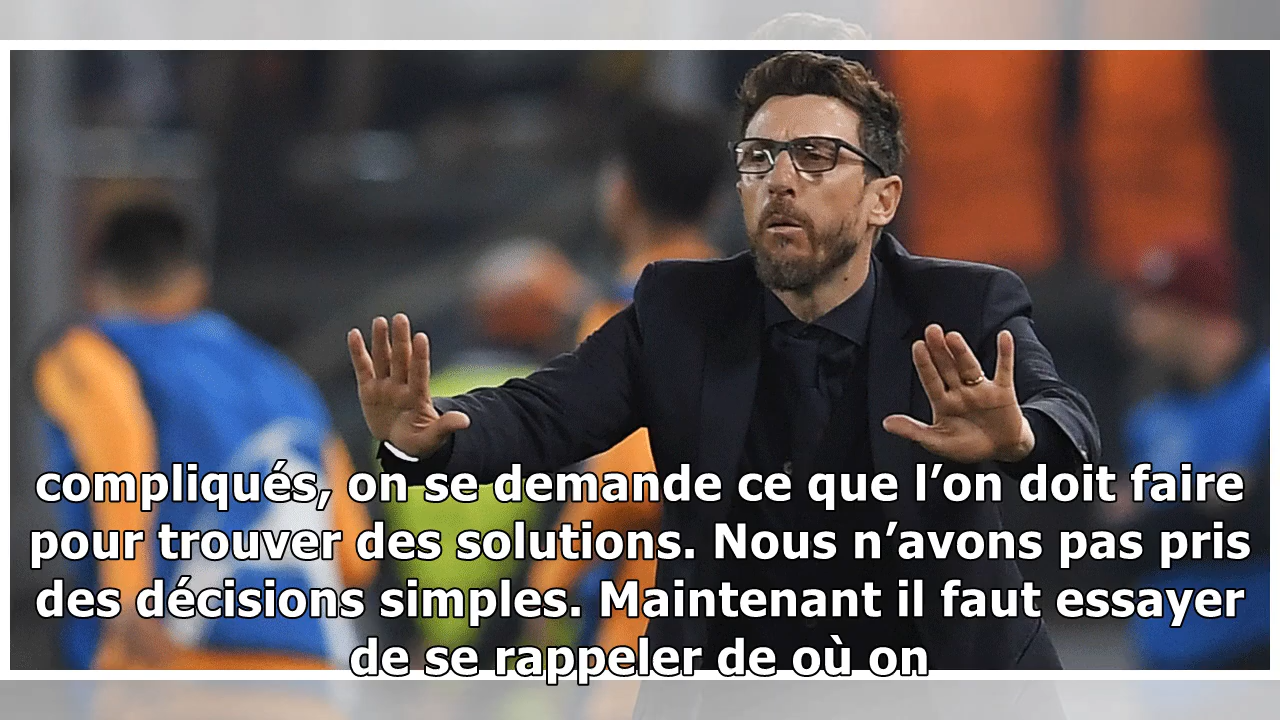 compliqués, on se demande ce que l’on doit faire
pour trouver des solutions. Nous n’avons pas pris
des décisions simples. Maintenant il faut essayer
de se rappeler de où on